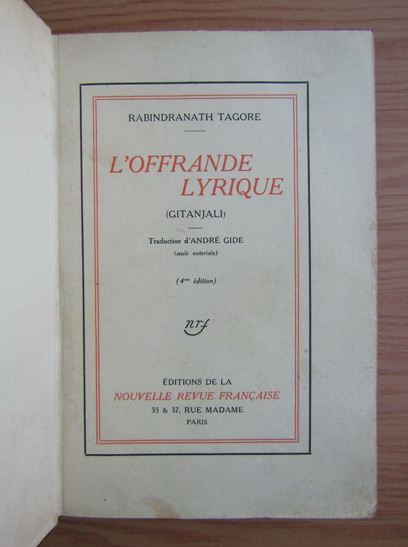 RABINDRANATH TAGORE
L'OFFRANDE
LYRIQUE
(GITANJALI)
Traduction d'ANDRÉ GIDE
(seule autorisée)
(4me édition)
nrf
ÉDITIONS DE LA
NOUVELLE REVUE FRANÇAISE
35 & 37, RUE MADAME
PARIS